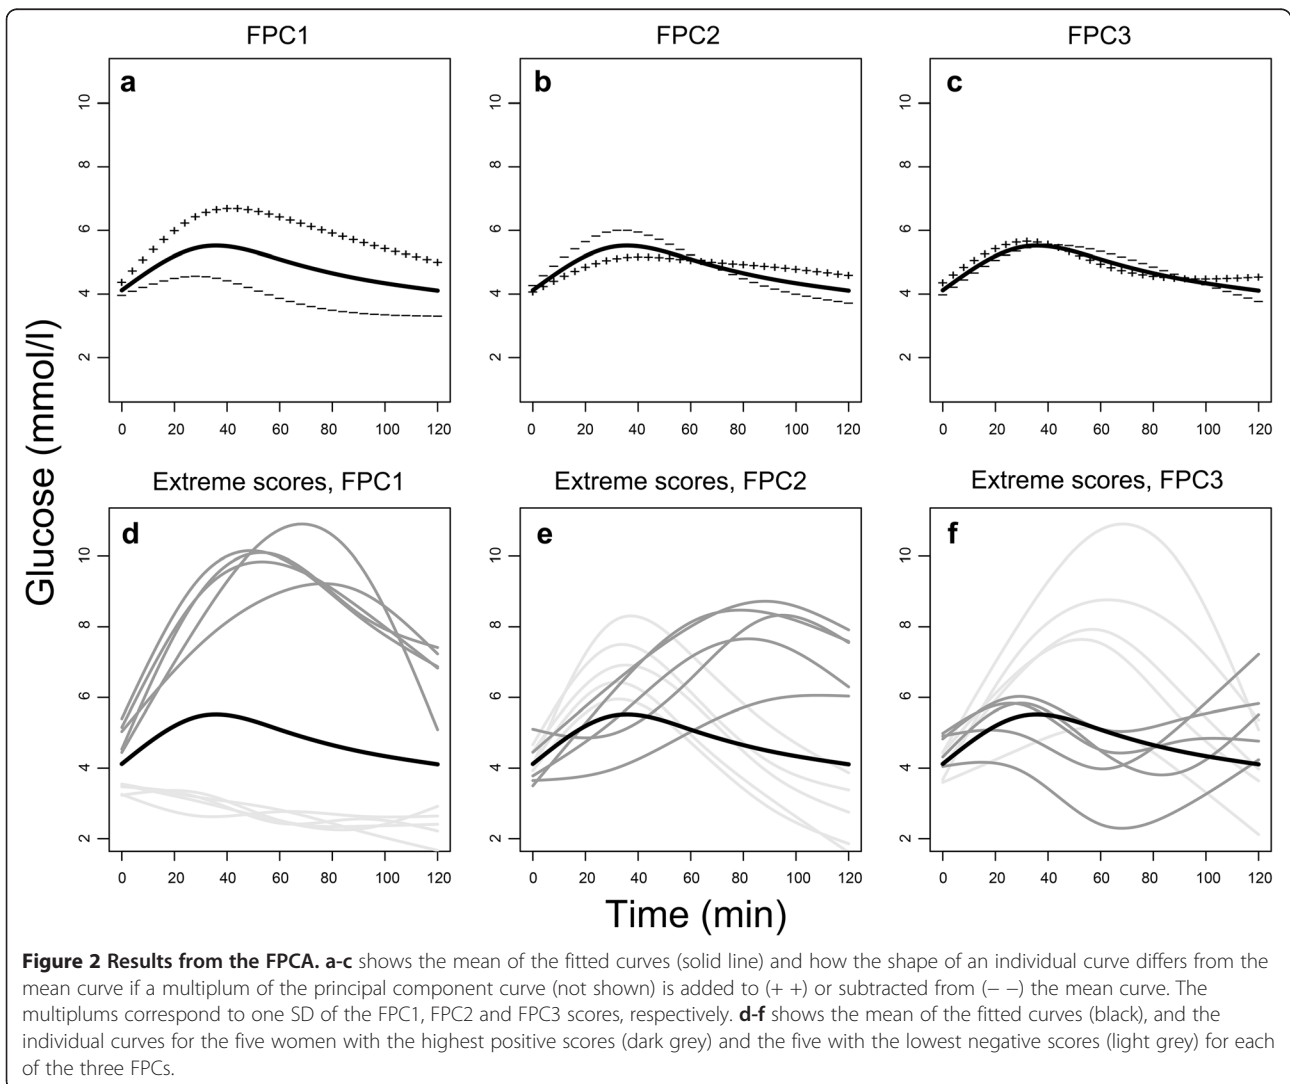 FPC1 FPC2 FPC3
a b c
10 10 10
8 8 8
6 6 6
4 4 4
2 2 2
0 20 40 60 80 100 120 0 20 40 60 80 100 120 0 20 40 60 80 100 120
Glucose (mmol/l)
Extreme scores, FPC1 Extreme scores, FPC2 Extreme scores, FPC3
d e f
10 10 10
8 8 8
6 6 6
4 4 4
2 2 2
0 20 40 60 80 100 120 0 20 40 60 80 100 120 0 20 40 60 80 100 120
Time (min)
Figure 2 Results from the FPCA. a-c shows the mean of the fitted curves (solid line) and how the shape of an individual curve differs from the
mean curve if a multiplum of the principal component curve (not shown) is added to (+ +) or subtracted from (− −) the mean curve. The
multiplums correspond to one SD of the FPC1, FPC2 and FPC3 scores, respectively. d-f shows the mean of the fitted curves (black), and the
individual curves for the five women with the highest positive scores (dark grey) and the five with the lowest negative scores (light grey) for each
of the three FPCs.